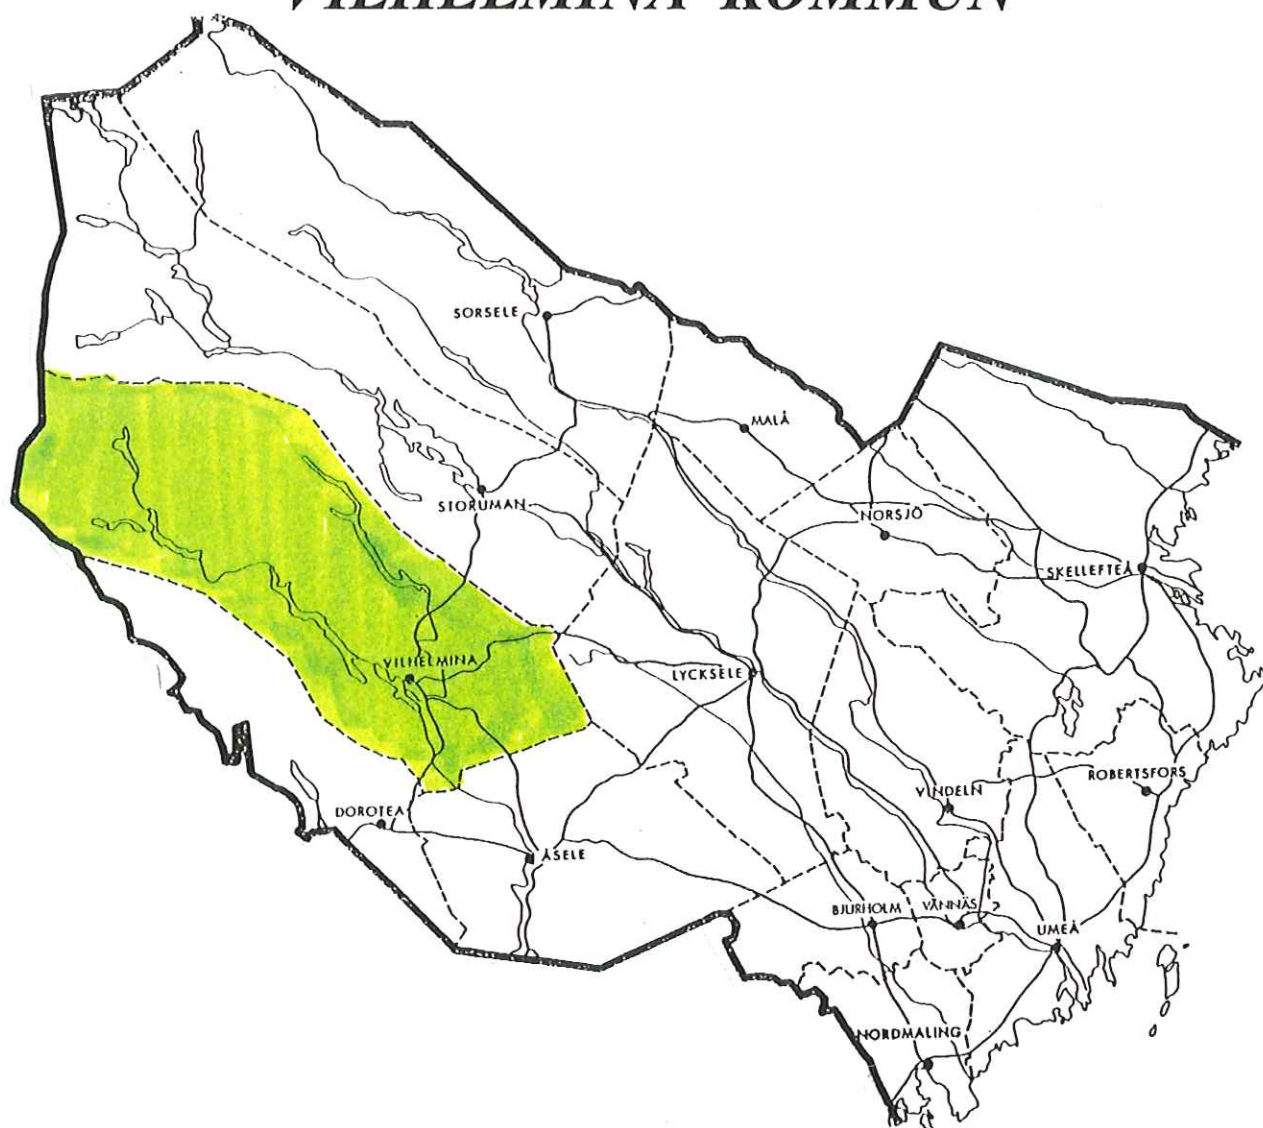 VILHELMINA KOMMUN
SORSELE
MALÅ
STORUMAN
NORSJÖ
SKELLEFTEÅ
VILHELMINA
LYCKSELE
ROBERTSFORS
VINDELN
DOROTEA
ÅSELE
BJURHOLM
VÄNNÄS
UMEÅ
NORDMALING